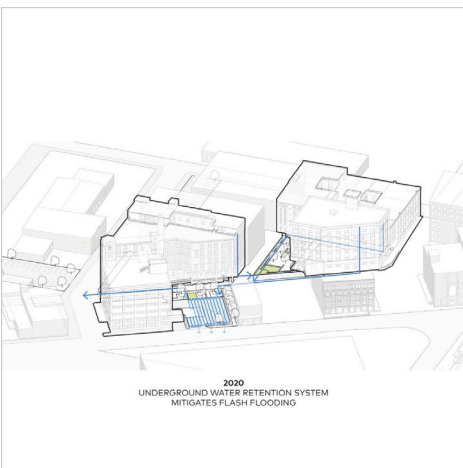 2020
UNDERGROUND WATER RETENTION SYSTEM
MITIGATES FLASH FLOODING